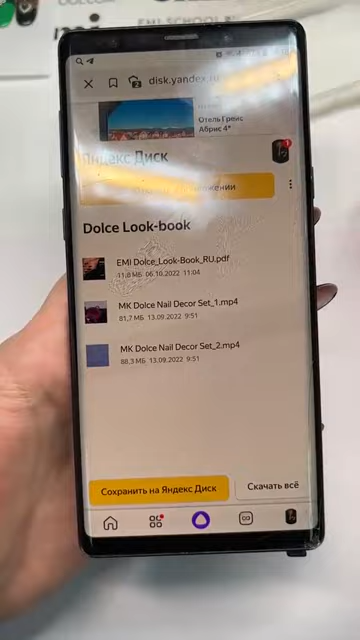 EMI-SCHOOL
disk.yandex.ru
Отель Грейс
Абрис 4*
Яндекс Диск
Dolce Look-book
EMI Dolce_Look-Book_RU.pdf
11,8 МБ 06.10.2022 11:04
MK Dolce Nail Decor Set_1.mp4
81,7 МБ 13.09.2022 9:51
MK Dolce Nail Decor Set_2.mp4
88,3 МБ 13.09.2022 9:51
Сохранить на Яндекс Диск
Скачать всё